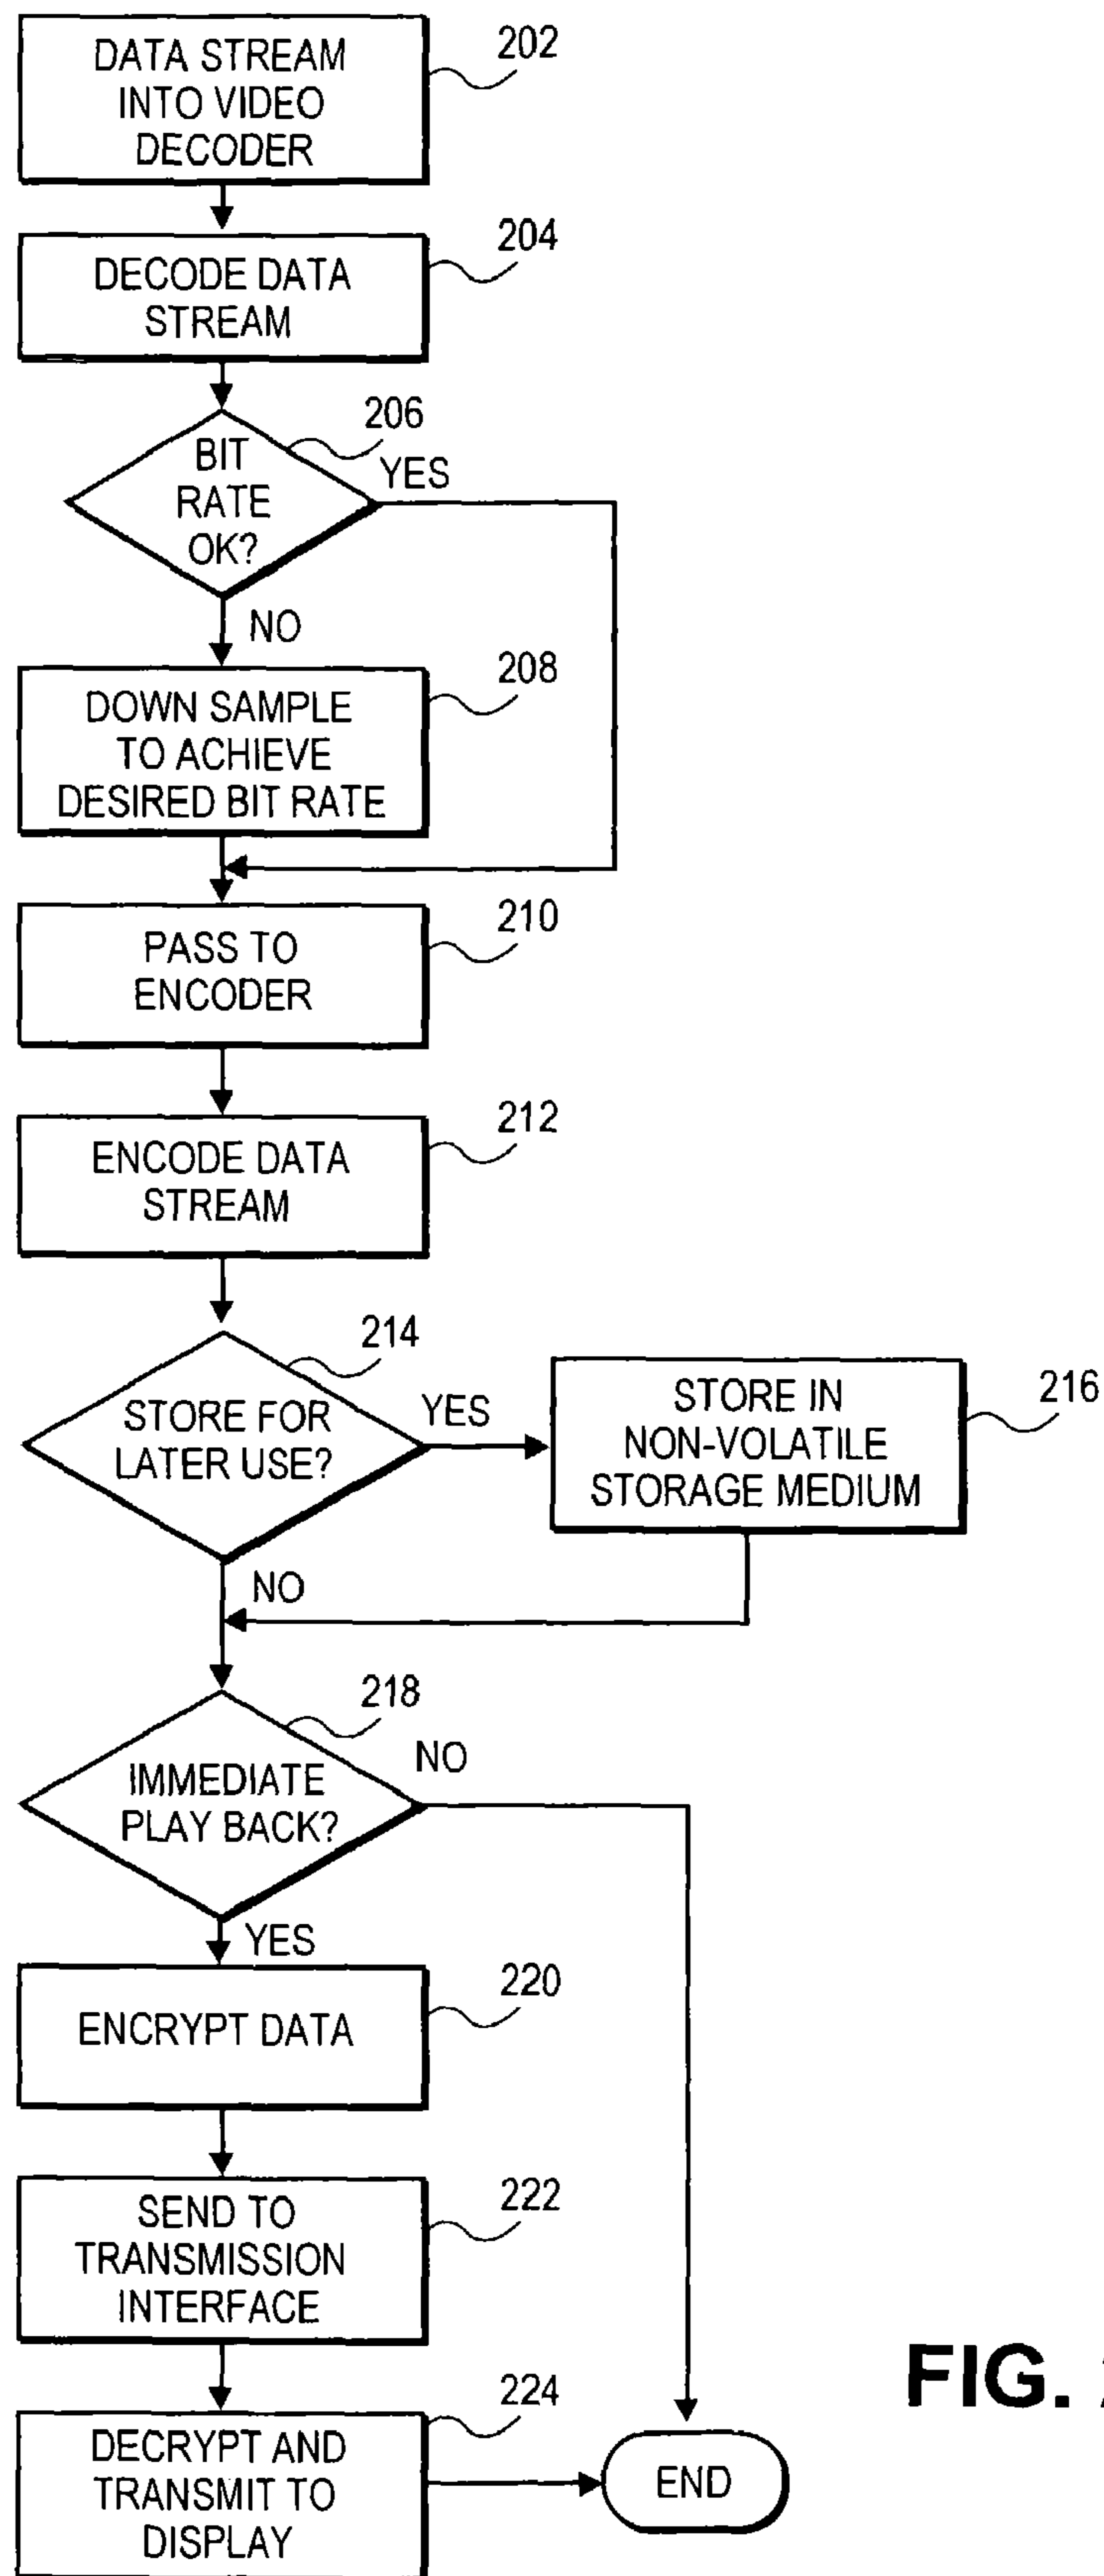 DATA STREAM
INTO VIDEO
DECODER
202
DECODE DATA
STREAM
204
BIT
RATE
OK?
206
YES
NO
DOWN SAMPLE
TO ACHIEVE
DESIRED BIT RATE
208
PASS TO
ENCODER
210
ENCODE DATA
STREAM
212
STORE FOR
LATER USE?
214
YES
STORE IN
NON-VOLATILE
STORAGE MEDIUM
216
NO
IMMEDIATE
PLAY BACK?
218
NO
YES
ENCRYPT DATA
220
SEND TO
TRANSMISSION
INTERFACE
222
DECRYPT AND
TRANSMIT TO
DISPLAY
224
END
FIG.